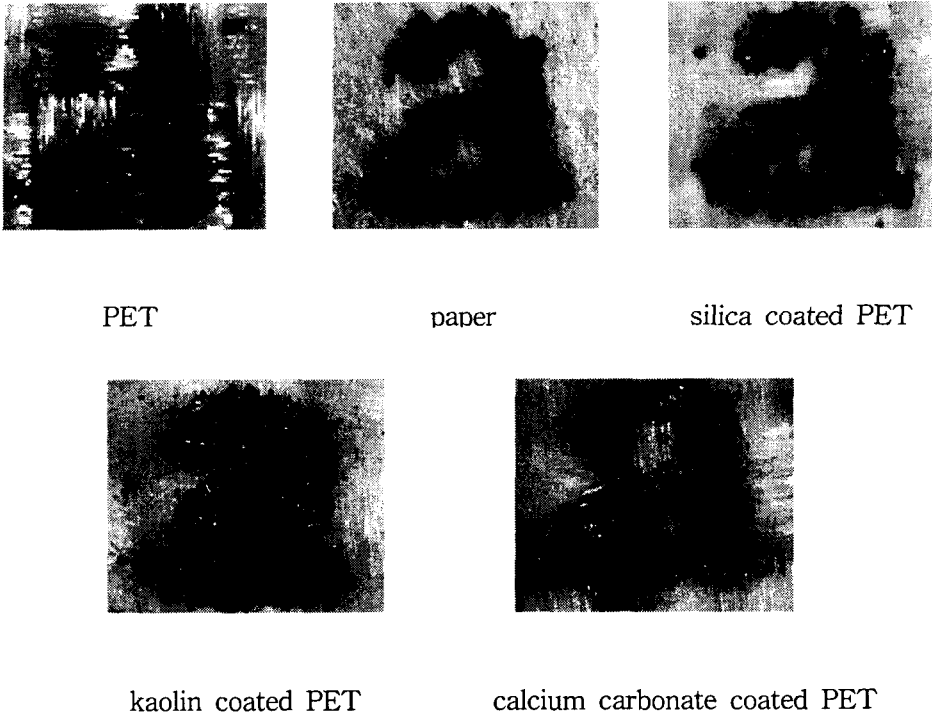 PET
paper
silica coated PET
kaolin coated PET
calcium carbonate coated PET